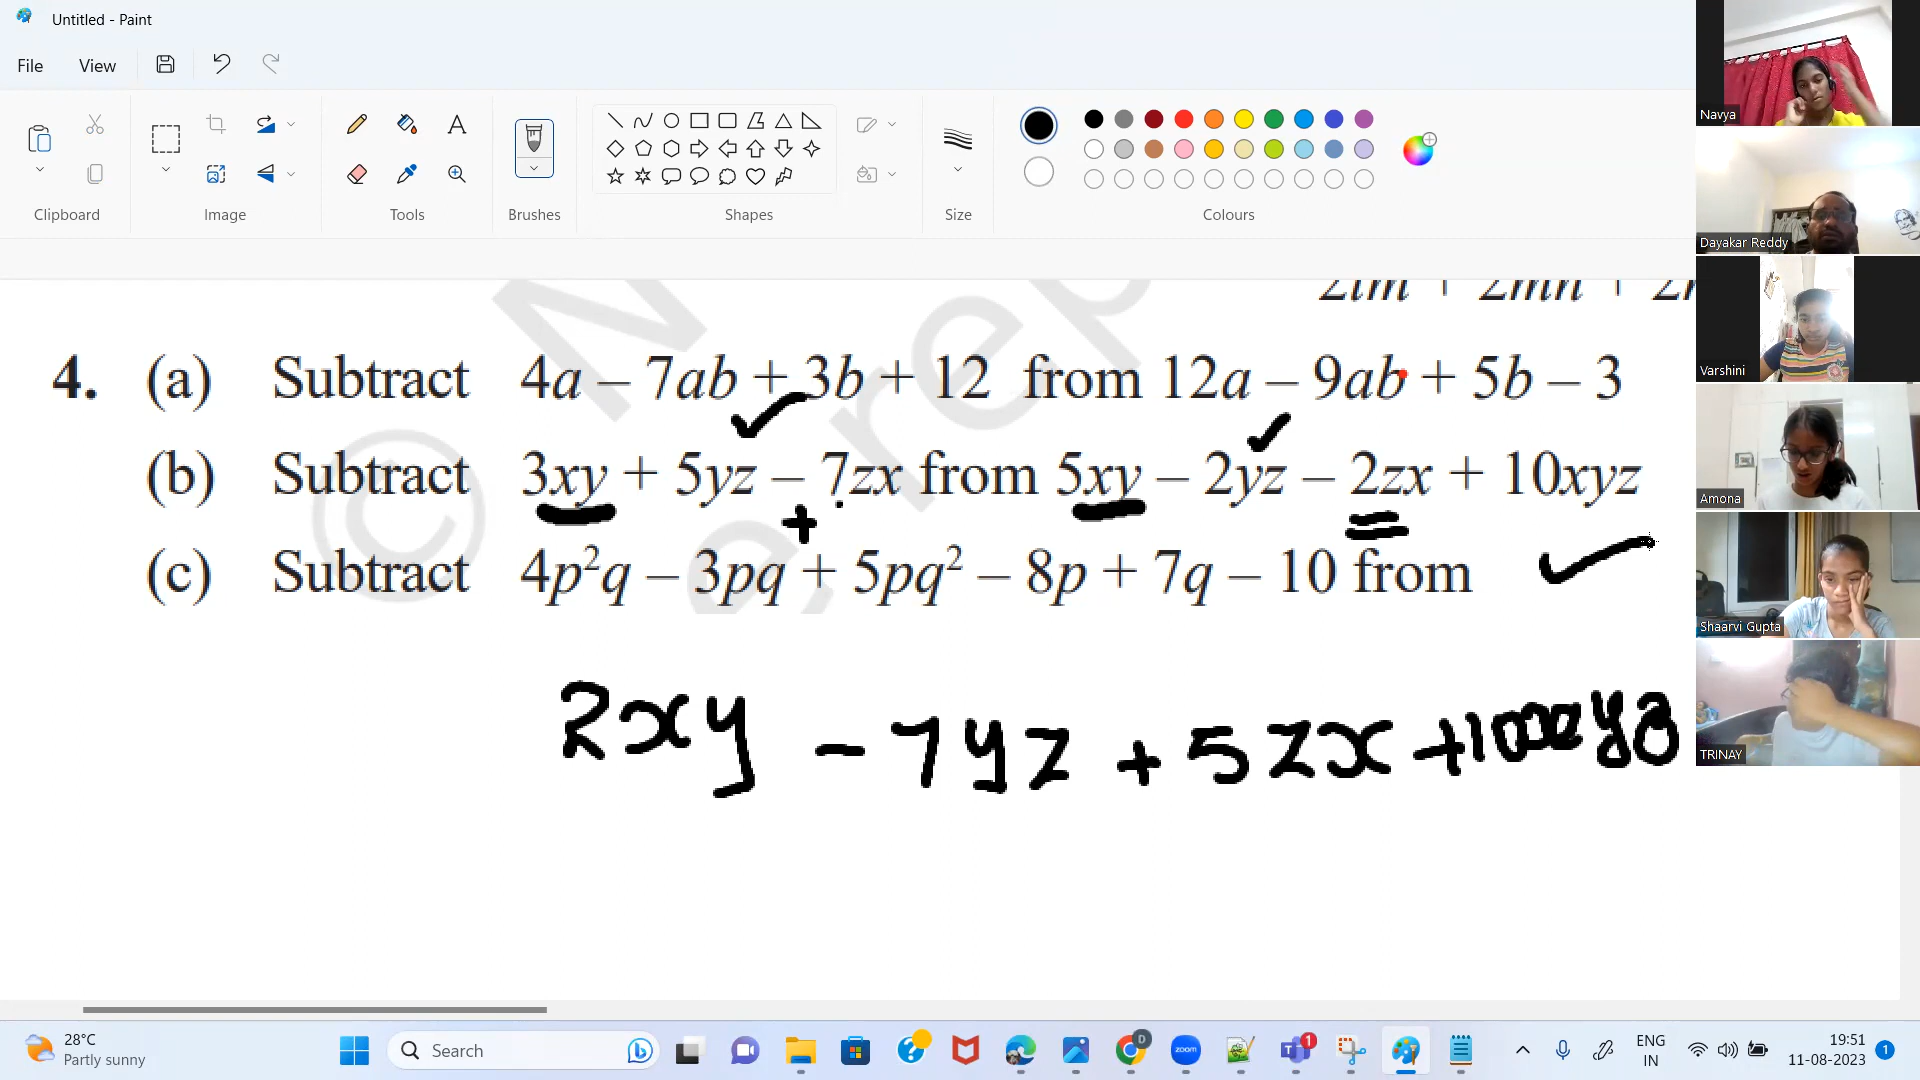 Untitled - Paint
File View
Clipboard Image Tools Brushes Shapes Size Colours
Navya
Dayakar Reddy
Varshini
Amona
Shaarvi Gupta
TRINAY
4. (a) Subtract 4a – 7ab + 3b + 12 from 12a – 9ab + 5b – 3
(b) Subtract 3xy + 5yz – 7zx from 5xy – 2yz – 2zx + 10xyz
+
(c) Subtract 4p²q – 3pq + 5pq² – 8p + 7q – 10 from
2xy - 7yz + 5zx + 10xyz
28°C
Partly sunny
Search
zoom
D
1
ENG
IN
19:51
11-08-2023
1